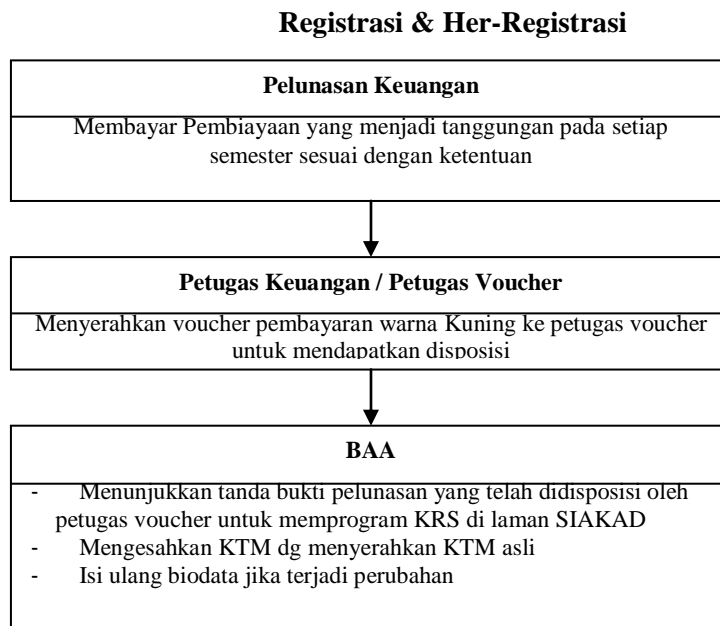 Registrasi & Her-Registrasi
Pelunasan Keuangan
Membayar Pembiayaan yang menjadi tanggungan pada setiap
semester sesuai dengan ketentuan
Petugas Keuangan / Petugas Voucher
Menyerahkan voucher pembayaran warna Kuning ke petugas voucher
untuk mendapatkan disposisi
BAA
- Menunjukkan tanda bukti pelunasan yang telah didisposisi oleh
petugas voucher untuk memprogram KRS di laman SIAKAD
- Mengesahkan KTM dg menyerahkan KTM asli
- Isi ulang biodata jika terjadi perubahan